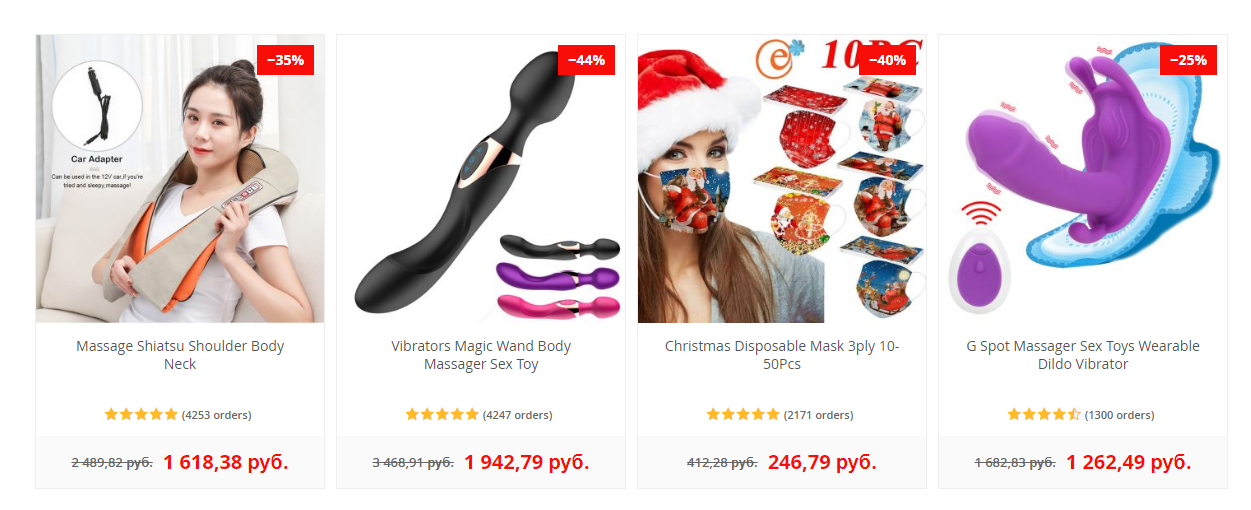 −35%
Car Adapter
Can be used in the 12V car,if you're
tried and sleepy,massage!
Massage Shiatsu Shoulder Body
Neck
(4253 orders)
2 489,82 руб. 1 618,38 руб.
−44%
Vibrators Magic Wand Body
Massager Sex Toy
(4247 orders)
3 468,91 руб. 1 942,79 руб.
e
10PC
−40%
Christmas Disposable Mask 3ply 10-
50Pcs
(2171 orders)
412,28 руб. 246,79 руб.
−25%
G Spot Massager Sex Toys Wearable
Dildo Vibrator
(1300 orders)
1 682,83 руб. 1 262,49 руб.